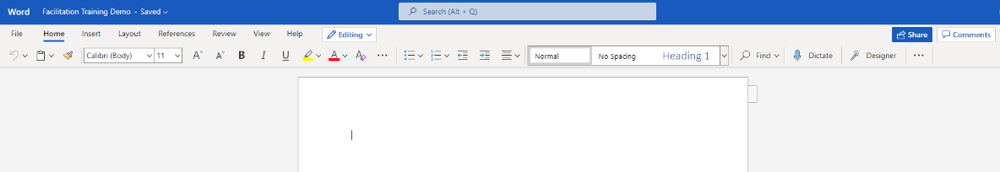 Word Facilitation Training Demo - Saved Search (Alt + Q)
File Home Insert Layout References Review View Help Editing Share Comments
Calibri (Body) 11 A A B I U A A Normal No Spacing Heading 1 Find Dictate Designer